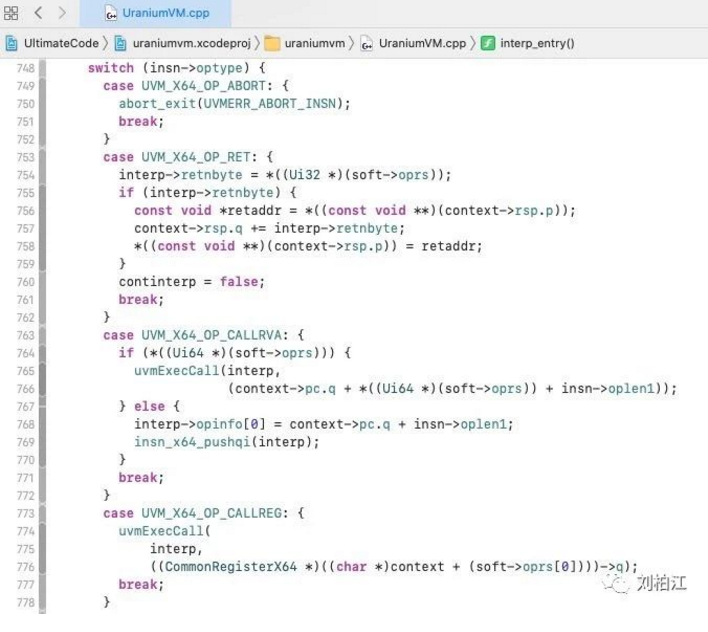 UraniumVM.cpp
UltimateCode 〉 uraniumvm.xcodeproj 〉 uraniumvm 〉 UraniumVM.cpp 〉 interp_entry()
748 switch (insn->optype) {
749 case UVM_X64_OP_ABORT: {
750 abort_exit(UVMERR_ABORT_INSN);
751 break;
752 }
753 case UVM_X64_OP_RET: {
754 interp->retnbyte = *((Ui32 *)(soft->oprs));
755 if (interp->retnbyte) {
756 const void *retaddr = *((const void **)(context->rsp.p));
757 context->rsp.q += interp->retnbyte;
758 *((const void **)(context->rsp.p)) = retaddr;
759 }
760 continterp = false;
761 break;
762 }
763 case UVM_X64_OP_CALLRVA: {
764 if (*((Ui64 *)(soft->oprs))) {
765 uvmExecCall(interp,
766 (context->pc.q + *((Ui64 *)(soft->oprs)) + insn->oplen1));
767 } else {
768 interp->opinfo[0] = context->pc.q + insn->oplen1;
769 insn_x64_pushqi(interp);
770 }
771 break;
772 }
773 case UVM_X64_OP_CALLREG: {
774 uvmExecCall(
775 interp,
776 ((CommonRegisterX64 *)((char *)context + (soft->oprs[0])))->q);
777 break;
778 }
刘柏江